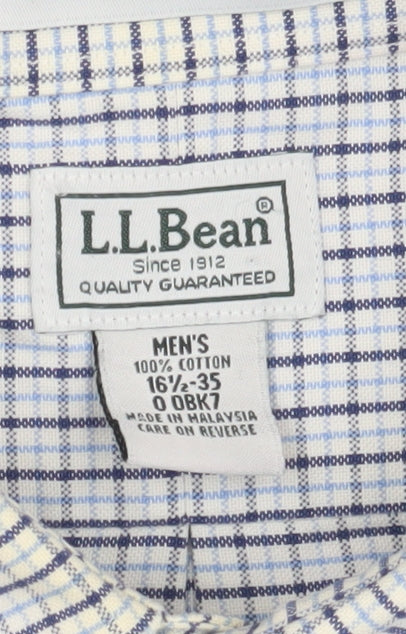 L.L.Bean®
Since 1912
QUALITY GUARANTEED
MEN'S
100% COTTON
16½-35
0 0BK7
MADE IN MALAYSIA
CARE ON REVERSE